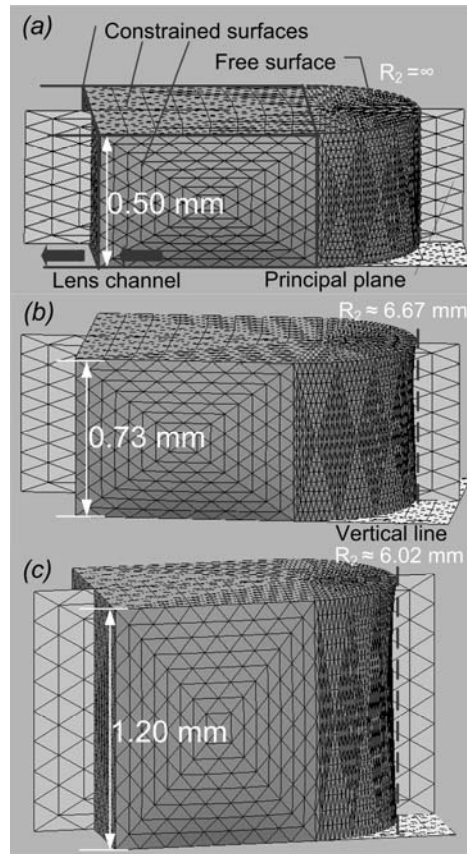 (a)
Constrained surfaces
Free surface
R2 = ∞
0.50 mm
Lens channel
Principal plane
(b)
R2 ≈ 6.67 mm
0.73 mm
Vertical line
R2 ≈ 6.02 mm
(c)
1.20 mm